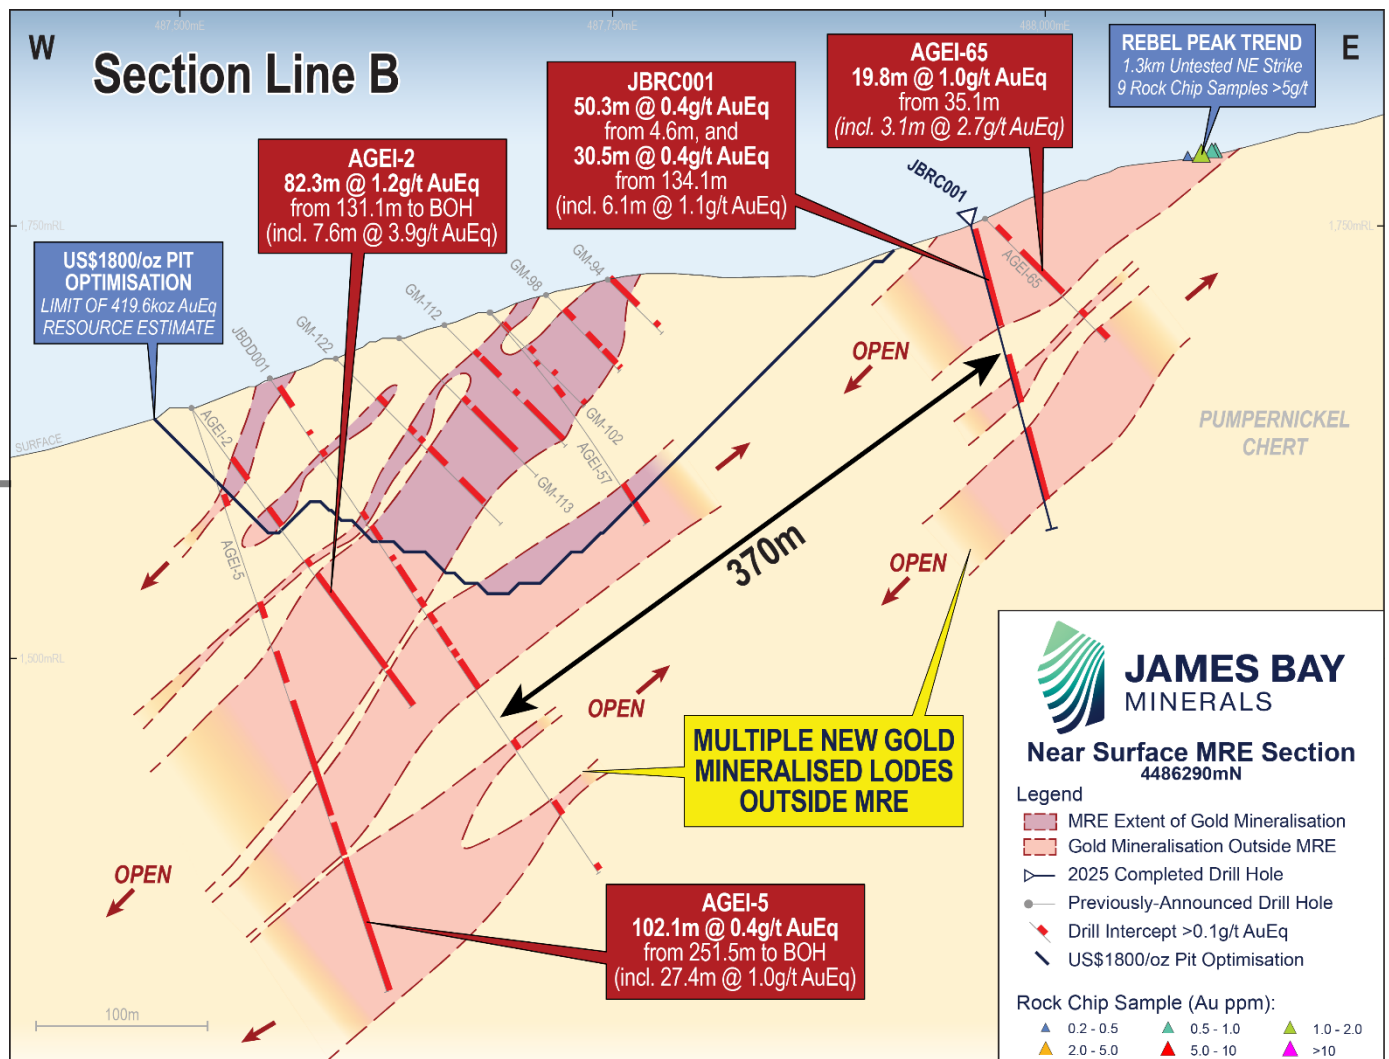 487,500mE
487,750mE
488,000mE
W
Section Line B
E
AGEI-65
19.8m @ 1.0g/t AuEq
from 35.1m
(incl. 3.1m @ 2.7g/t AuEq)
REBEL PEAK TREND
1.3km Untested NE Strike
9 Rock Chip Samples >5g/t
JBRC001
50.3m @ 0.4g/t AuEq
from 4.6m, and
30.5m @ 0.4g/t AuEq
from 134.1m
(incl. 6.1m @ 1.1g/t AuEq)
AGEI-2
82.3m @ 1.2g/t AuEq
from 131.1m to BOH
(incl. 7.6m @ 3.9g/t AuEq)
JBRC001
1,750mRL
1,750mRL
US$1800/oz PIT
OPTIMISATION
LIMIT OF 419.6koz AuEq
RESOURCE ESTIMATE
GM-94
GM-98
GM-112
GM-122
JBDD001
AGEI-65
OPEN
AGEI-2
SURFACE
GM-102
AGEI-57
GM-113
AGEI-5
PUMPERNICKEL
CHERT
370m
OPEN
1,500mRL
OPEN
MULTIPLE NEW GOLD
MINERALISED LODES
OUTSIDE MRE
OPEN
AGEI-5
102.1m @ 0.4g/t AuEq
from 251.5m to BOH
(incl. 27.4m @ 1.0g/t AuEq)
100m
JAMES BAY
MINERALS
Near Surface MRE Section
4486290mN
Legend
MRE Extent of Gold Mineralisation
Gold Mineralisation Outside MRE
2025 Completed Drill Hole
Previously-Announced Drill Hole
Drill Intercept >0.1g/t AuEq
US$1800/oz Pit Optimisation
Rock Chip Sample (Au ppm):
0.2 - 0.5
0.5 - 1.0
1.0 - 2.0
2.0 - 5.0
5.0 - 10
>10